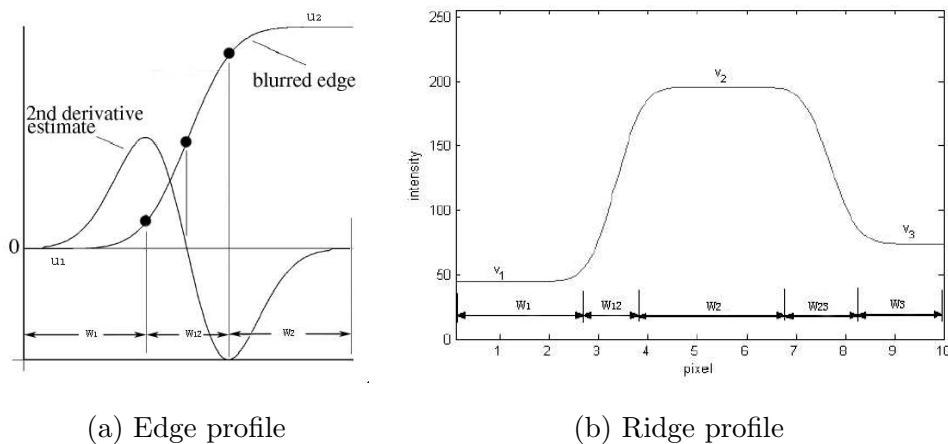 u2
blurred edge
2nd derivative
estimate
0
u1
W1
W12
W2
(a) Edge profile
250
200
150
100
50
0
intensity
v2
v1
v3
W1
W12
W2
W23
W3
1
2
3
4
5
6
7
8
9
10
pixel
(b) Ridge profile